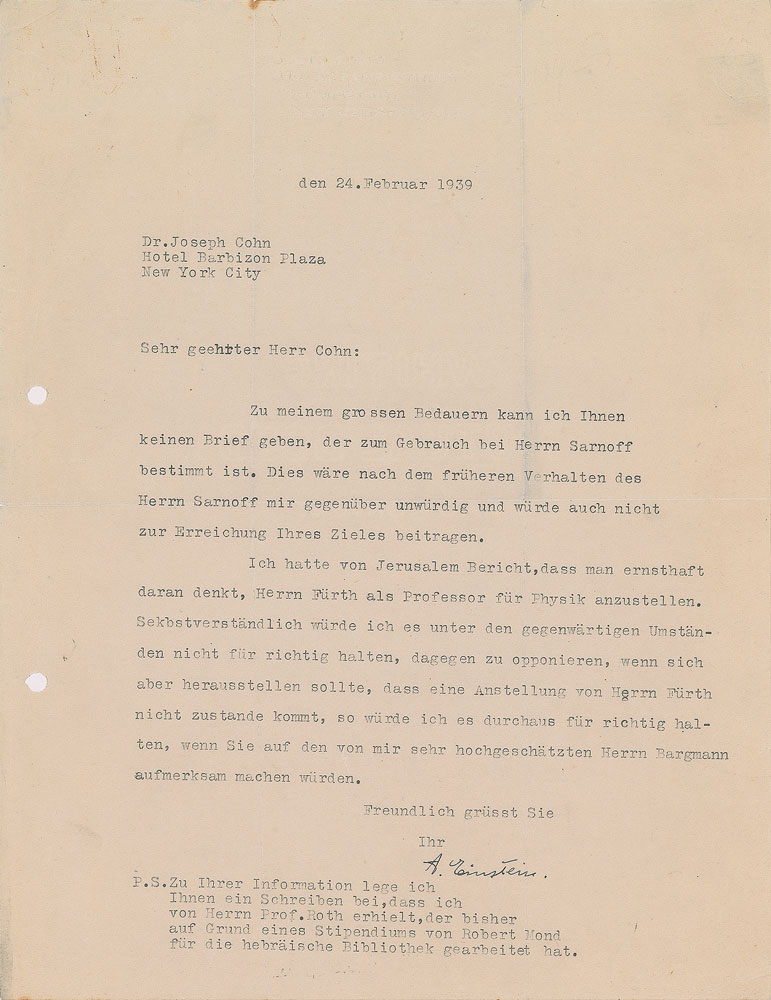 den 24.Februar 1939
Dr.Joseph Cohn
Hotel Barbizon Plaza
New York City
Sehr geehrter Herr Cohn:
Zu meinem grossen Bedauern kann ich Ihnen
keinen Brief geben, der zum Gebrauch bei Herrn Sarnoff
bestimmt ist. Dies wäre nach dem früheren Verhalten des
Herrn Sarnoff mir gegenüber unwürdig und würde auch nicht
zur Erreichung Ihres Zieles beitragen.
Ich hatte von Jerusalem Bericht,dass man ernsthaft
daran denkt, Herrn Fürth als Professor für Physik anzustellen.
Sekbstverständlich würde ich es unter den gegenwärtigen Umstän-
den nicht für richtig halten, dagegen zu opponieren, wenn sich
aber herausstellen sollte, dass eine Anstellung von Herrn Fürth
nicht zustande kommt, so würde ich es durchaus für richtig hal-
ten, wenn Sie auf den von mir sehr hochgeschätzten Herrn Bargmann
aufmerksam machen würden.
Freundlich grüsst Sie
Ihr
A. Einstein.
P.S.Zu Ihrer Information lege ich
Ihnen ein Schreiben bei,dass ich
von Herrn Prof.Roth erhielt,der bisher
auf Grund eines Stipendiums von Robert Mond
für die hebräische Bibliothek gearbeitet hat.